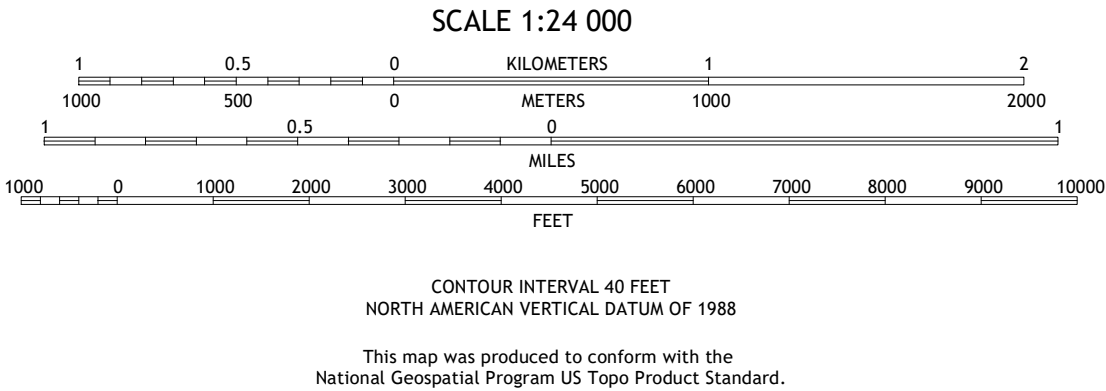 SCALE 1:24 000
1 0.5 0 KILOMETERS 1 2
1000 500 0 METERS 1000 2000
1 0.5 0 1
MILES
1000 0 1000 2000 3000 4000 5000 6000 7000 8000 9000 10000
FEET
CONTOUR INTERVAL 40 FEET
NORTH AMERICAN VERTICAL DATUM OF 1988
This map was produced to conform with the
National Geospatial Program US Topo Product Standard.